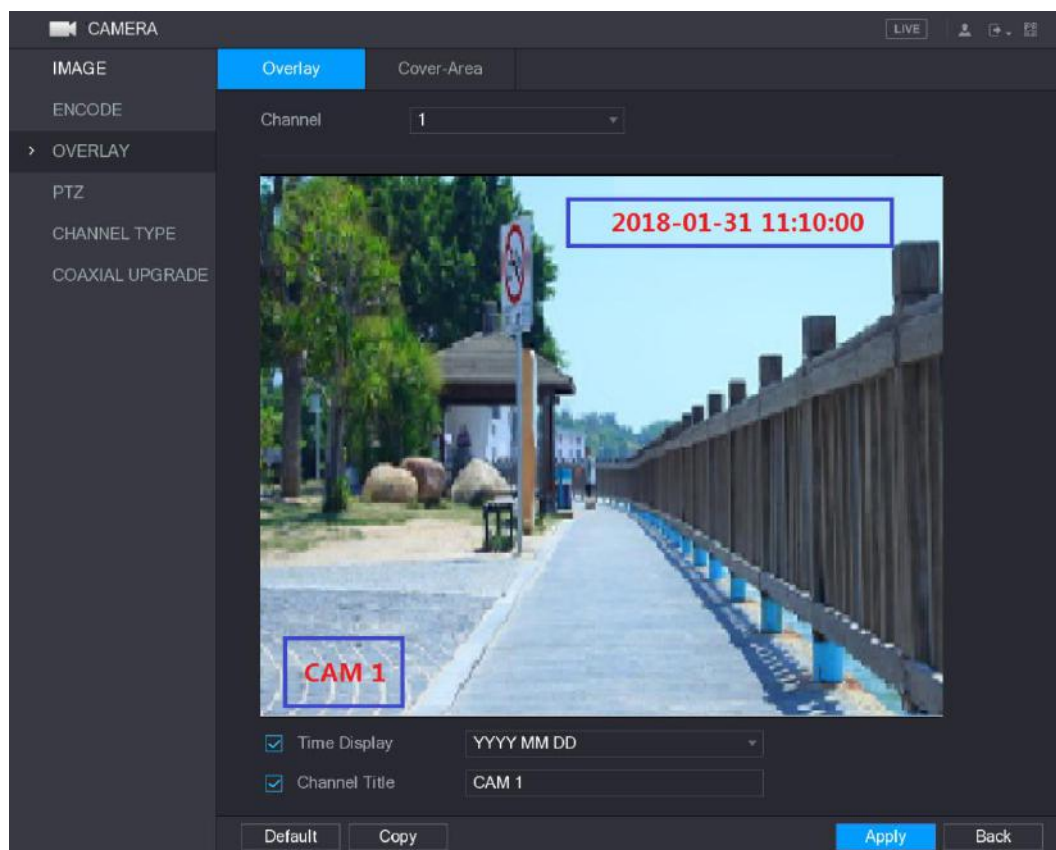 CAMERA
LIVE
IMAGE
ENCODE
OVERLAY
PTZ
CHANNEL TYPE
COAXIAL UPGRADE
Overlay Cover-Area
Channel 1
2018-01-31 11:10:00
CAM 1
Time Display YYYY MM DD
Channel Title CAM 1
Default Copy Apply Back